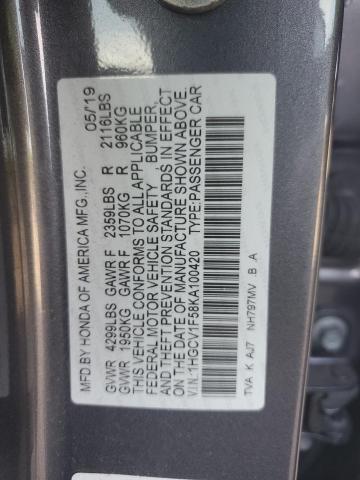 MFD.BY HONDA OF AMERICA MFG.,INC. 05/'19
GVWR 4299LBS GAWR F 2359LBS R 2116LBS
GVWR 1950KG GAWR F 1070KG R 960KG
THIS VEHICLE CONFORMS TO ALL APPLICABLE
FEDERAL MOTOR VEHICLE SAFETY BUMPER,
AND THEFT PREVENTION STANDARDS IN EFFECT
ON THE DATE OF MANUFACTURE SHOWN ABOVE.
V.I.N.:1HGCV1F58KA100420 TYPE:PASSENGER CAR
TVA K AJ7 NH797MV B A